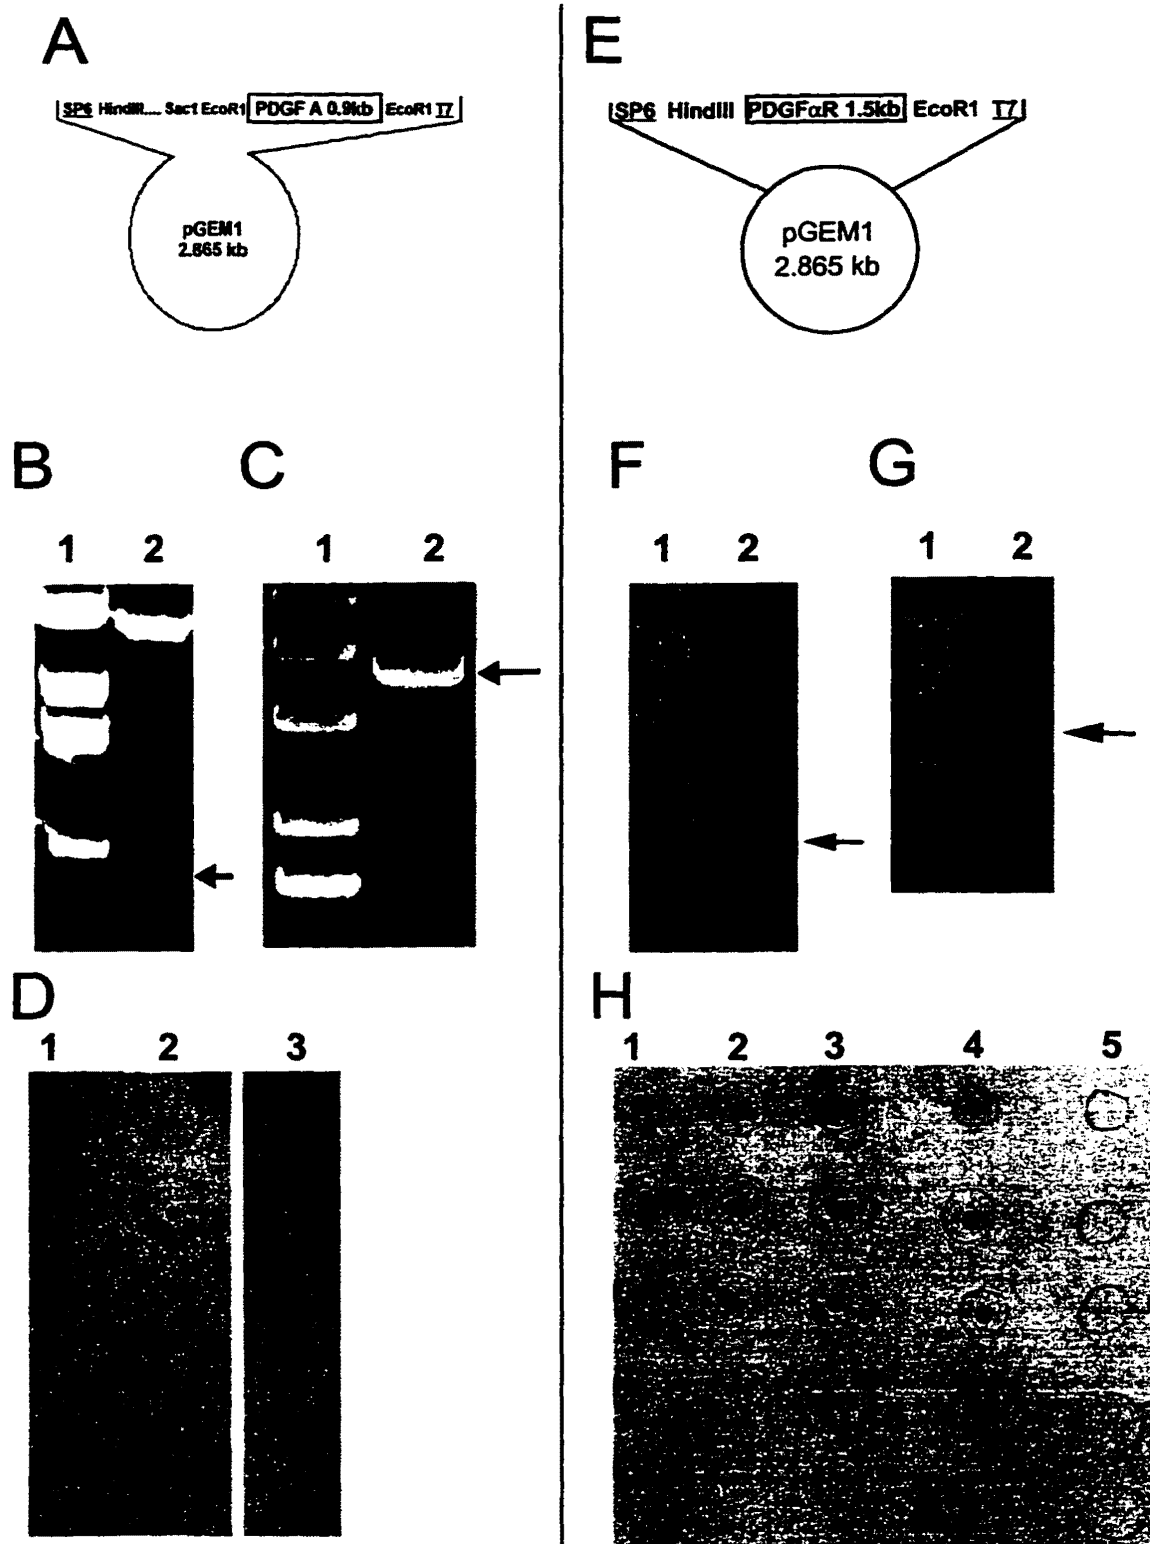 A
SP6 HindIII.... Sac1 EcoR1 PDGF A 0.9kb EcoR1 T7
pGEM1
2.865 kb
B
1 2
C
1 2
D
1 2 3
E
SP6 HindIII PDGFαR 1.5kb EcoR1 T7
pGEM1
2.865 kb
F
1 2
G
1 2
H
1 2 3 4 5